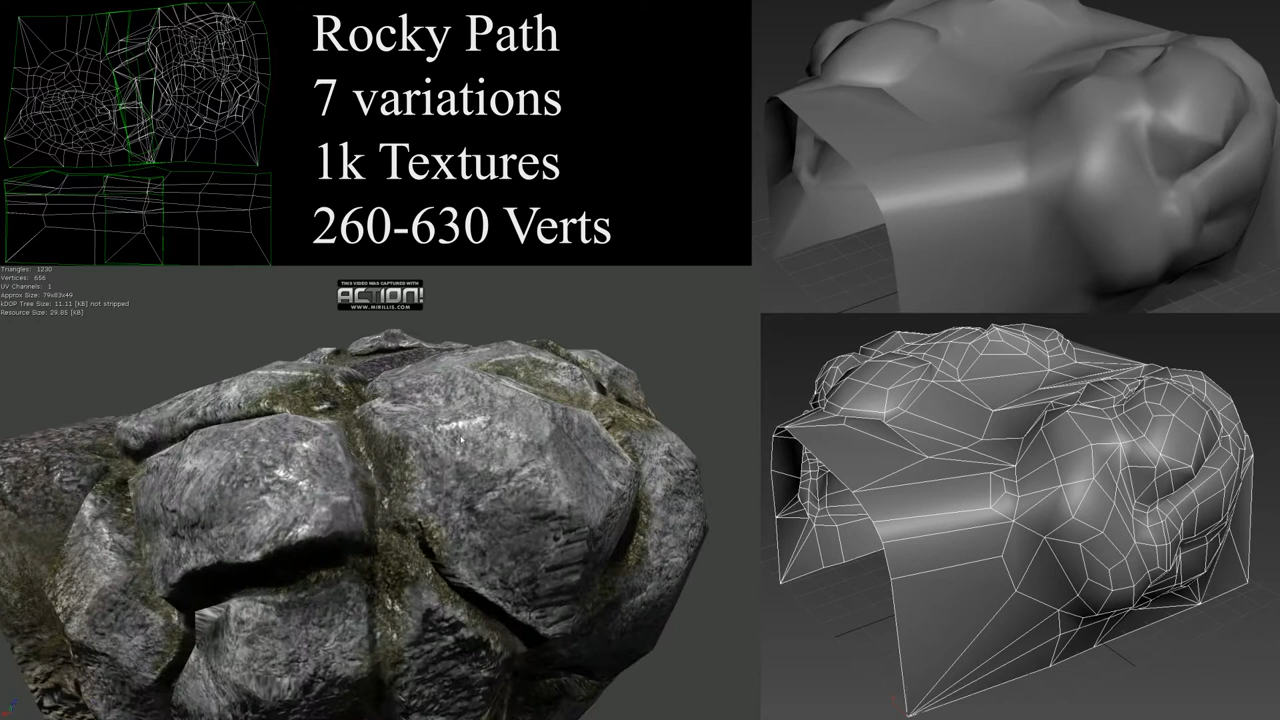 Rocky Path
7 variations
1k Textures
260-630 Verts
Triangles: 1230
Vertices: 656
UV Channels: 1
Approx Size: 79x83x49
kDOP Tree Size: 11.11 [KB] not stripped
Resource Size: 29.85 [KB]
THIS VIDEO WAS CAPTURED WITH
ACTION!
WWW.MIRILLIS.COM